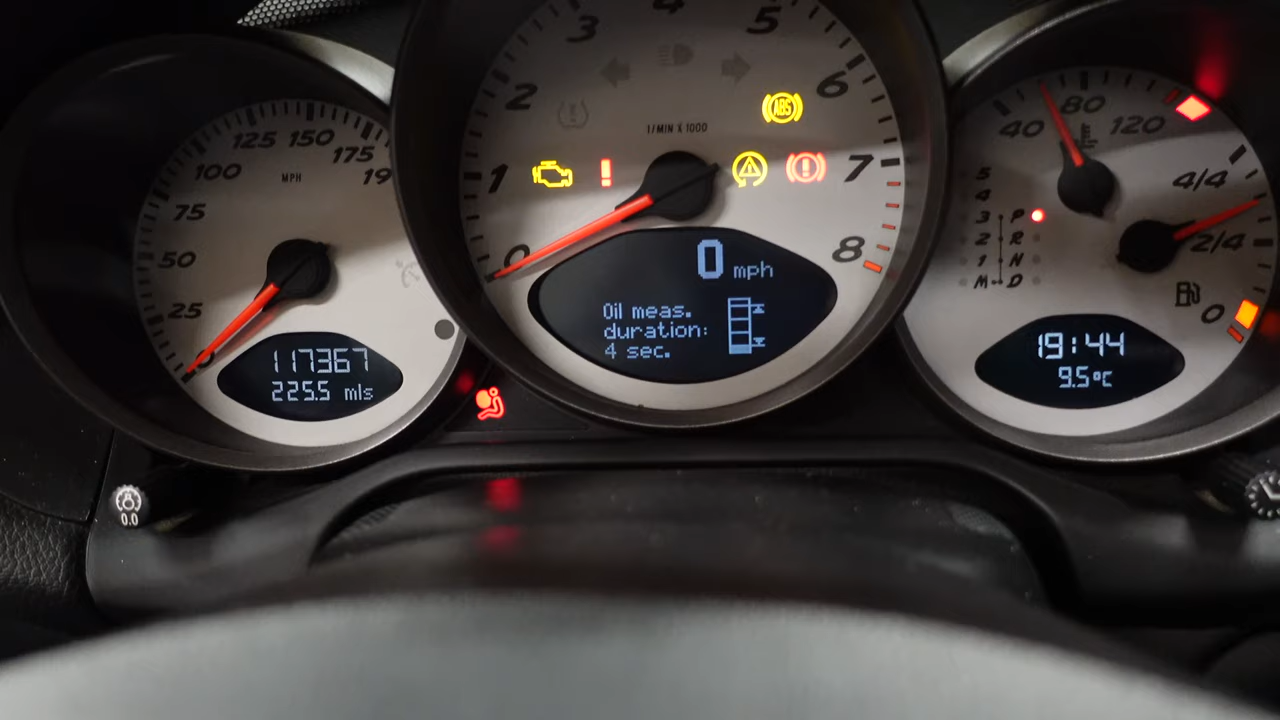 25
50
75
100
125
150
175
19
MPH
117367
225.5 mls
0.0
0
1
2
3
4
5
6
7
8
1/MIN X 1000
ABS
0 mph
Oil meas.
duration:
4 sec.
40
80
120
5
4
3 P
2 R
1 N
M D
4/4
2/4
0
19:44
9.5°C